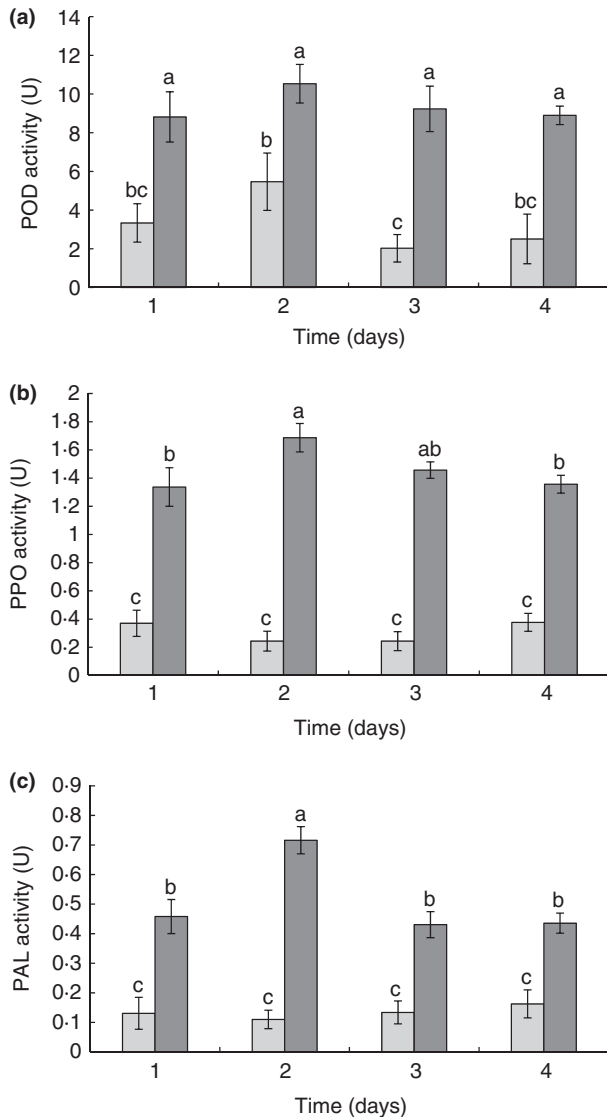 (a)
14
12
10
8
6
4
2
0
POD activity (U)
bc a b a c a bc a
1 2 3 4
Time (days)
(b)
2
1·8
1·6
1·4
1·2
1
0·8
0·6
0·4
0·2
0
PPO activity (U)
c b c a c ab c b
1 2 3 4
Time (days)
(c)
0·9
0·8
0·7
0·6
0·5
0·4
0·3
0·2
0·1
0
PAL activity (U)
c b c a c b c b
1 2 3 4
Time (days)